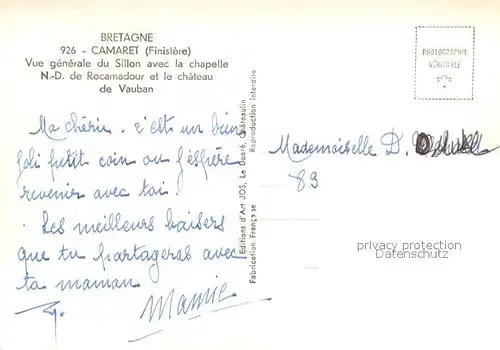 BRETAGNE
926 - CAMARET (Finistère)
Vue générale du Sillon avec la chapelle
N.-D. de Rocamadour et le château
de Vauban
PHOTOGRAPHIE
VÉRITABLE
Ma chérie. c'est un bien
joli petit coin ou j'espère
revenir avec toi.
Les meilleurs baisers
que tu partageras avec
ta maman
Mamie
Editions d'Art JOS, Le Doaré, Châteaulin
Reproduction interdite
Fabrication Française
Mademoiselle D.
89
privacy protection
Datenschutz